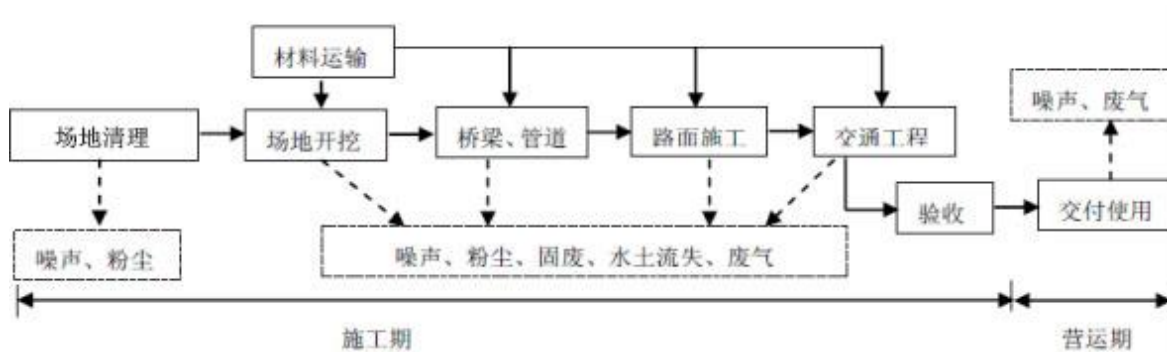 材料运输
噪声、废气
场地清理
场地开挖
桥梁、管道
路面施工
交通工程
验收
交付使用
噪声、粉尘
噪声、粉尘、固废、水土流失、废气
施工期
营运期